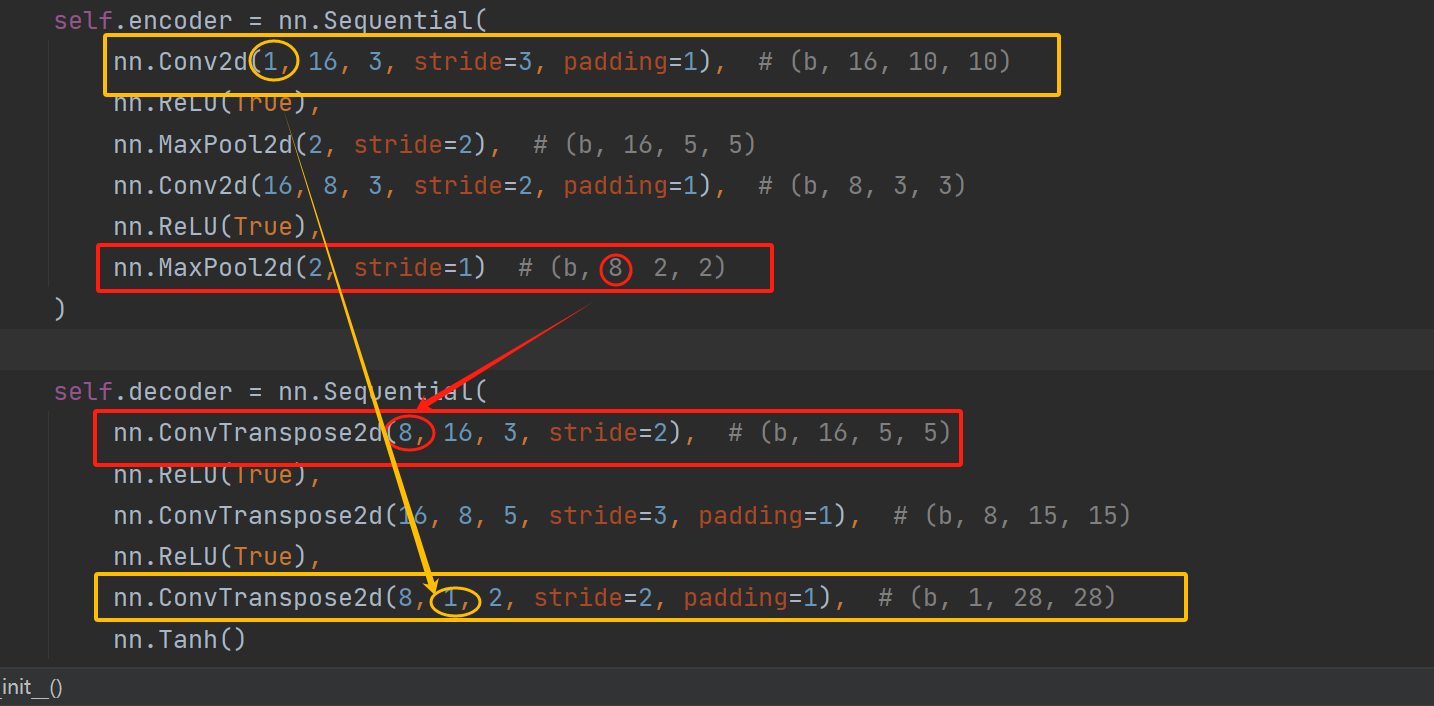 self.encoder = nn.Sequential(
nn.Conv2d(1, 16, 3, stride=3, padding=1),  # (b, 16, 10, 10)
nn.ReLU(True),
nn.MaxPool2d(2, stride=2),  # (b, 16, 5, 5)
nn.Conv2d(16, 8, 3, stride=2, padding=1),  # (b, 8, 3, 3)
nn.ReLU(True),
nn.MaxPool2d(2, stride=1)  # (b, 8  2, 2)
)
self.decoder = nn.Sequential(
nn.ConvTranspose2d(8, 16, 3, stride=2),  # (b, 16, 5, 5)
nn.ReLU(True),
nn.ConvTranspose2d(16, 8, 5, stride=3, padding=1),  # (b, 8, 15, 15)
nn.ReLU(True),
nn.ConvTranspose2d(8, 1, 2, stride=2, padding=1),  # (b, 1, 28, 28)
nn.Tanh()
_init__()